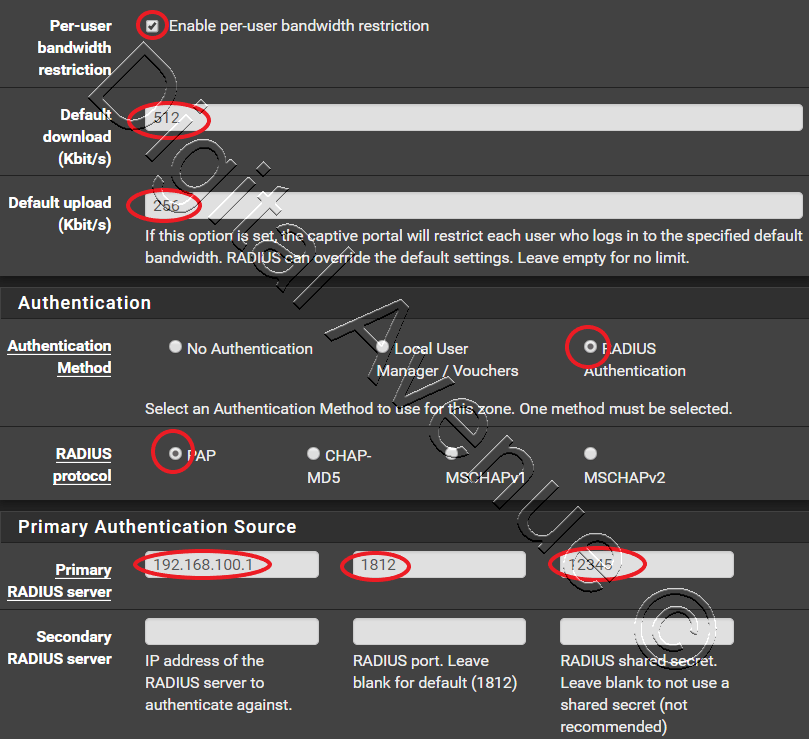 Per-user
bandwidth
restriction
Enable per-user bandwidth restriction
Default
download
(Kbit/s)
512
Default upload
(Kbit/s)
256
If this option is set, the captive portal will restrict each user who logs in to the specified default
bandwidth. RADIUS can override the default settings. Leave empty for no limit.
Authentication
Authentication
Method
No Authentication
Local User
Manager / Vouchers
RADIUS
Authentication
Select an Authentication Method to use for this zone. One method must be selected.
RADIUS
protocol
PAP
CHAP-
MD5
MSCHAPv1
MSCHAPv2
Primary Authentication Source
Primary
RADIUS server
192.168.100.1
1812
12345
Secondary
RADIUS server
IP address of the
RADIUS server to
authenticate against.
RADIUS port. Leave
blank for default (1812)
RADIUS shared secret.
Leave blank to not use a
shared secret (not
recommended)
Digital Avenue ©